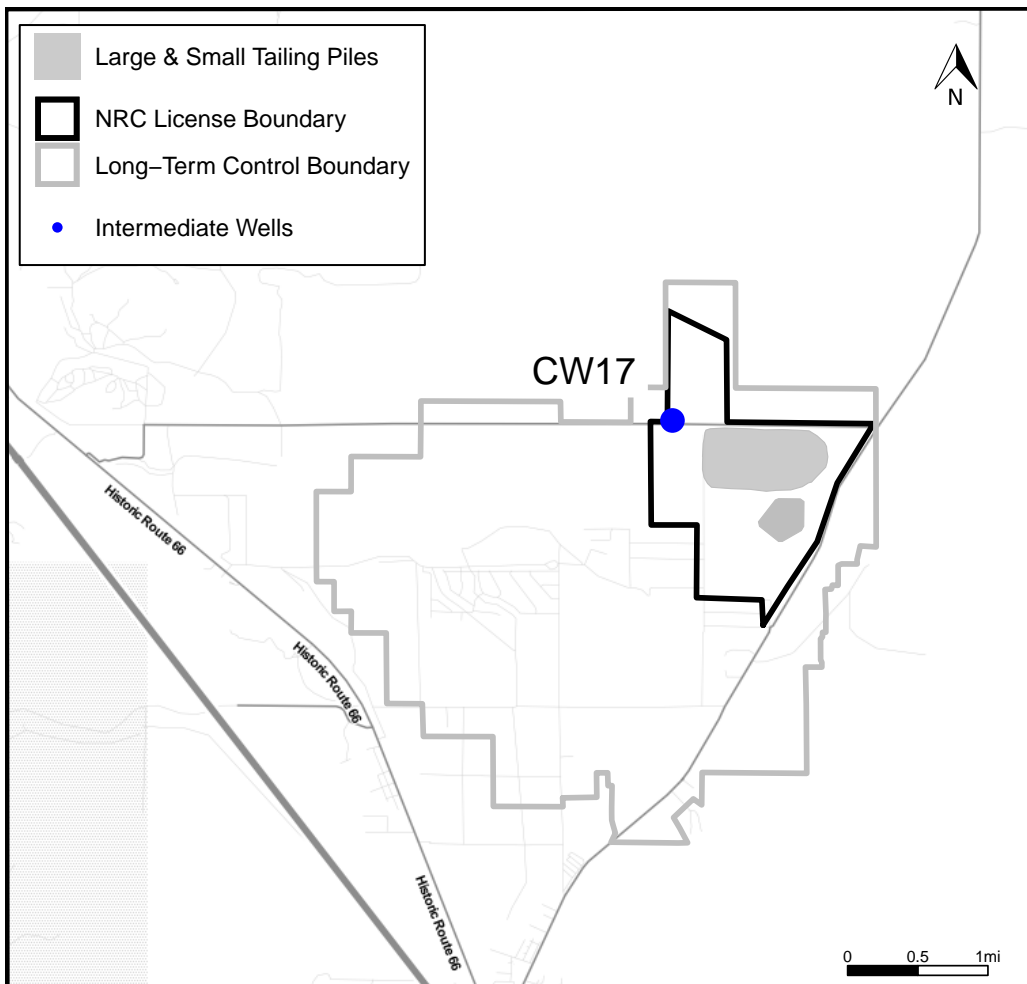 Large & Small Tailing Piles
NRC License Boundary
Long−Term Control Boundary
Intermediate Wells
N
CW17
Historic Route 66
Historic Route 66
Historic Route 66
0 0.5 1mi